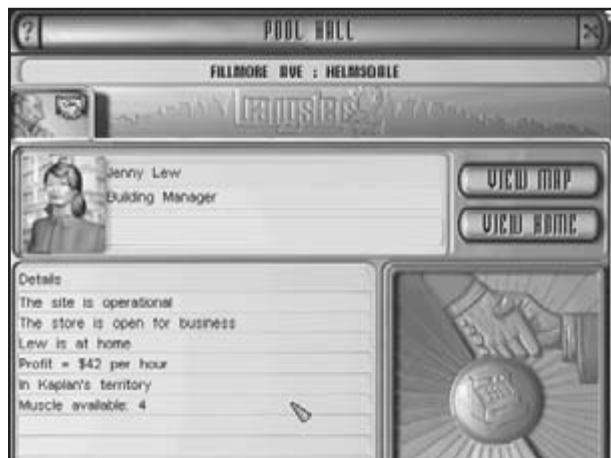 ?
POOL HALL
X
FILLMORE AVE : HELMSDALE
Gangsters 2
Jenny Lew
Building Manager
VIEW MAP
VIEW HOME
Details
The site is operational
The store is open for business
Lew is at home
Profit = $42 per hour
In Kaplan's territory
Muscle available: 4